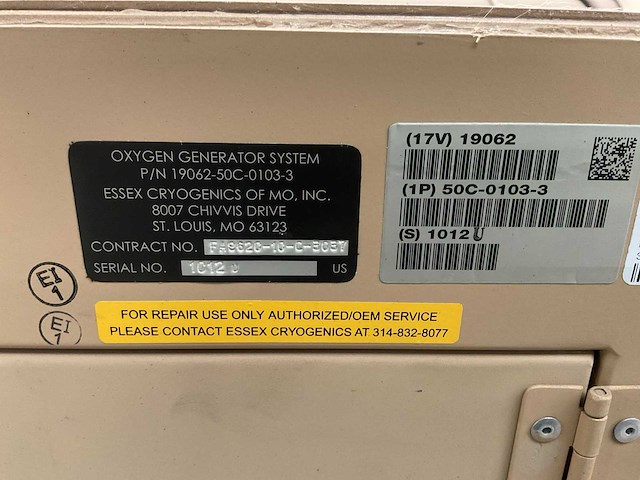 OXYGEN GENERATOR SYSTEM
P/N 19062-50C-0103-3
ESSEX CRYOGENICS OF MO, INC.
8007 CHIVVIS DRIVE
ST. LOUIS, MO 63123
CONTRACT NO.
SERIAL NO. 1012 U US
(17V) 19062
(1P) 50C-0103-3
(S) 1012 U
EI
1
EI
1
FOR REPAIR USE ONLY AUTHORIZED/OEM SERVICE
PLEASE CONTACT ESSEX CRYOGENICS AT 314-832-8077